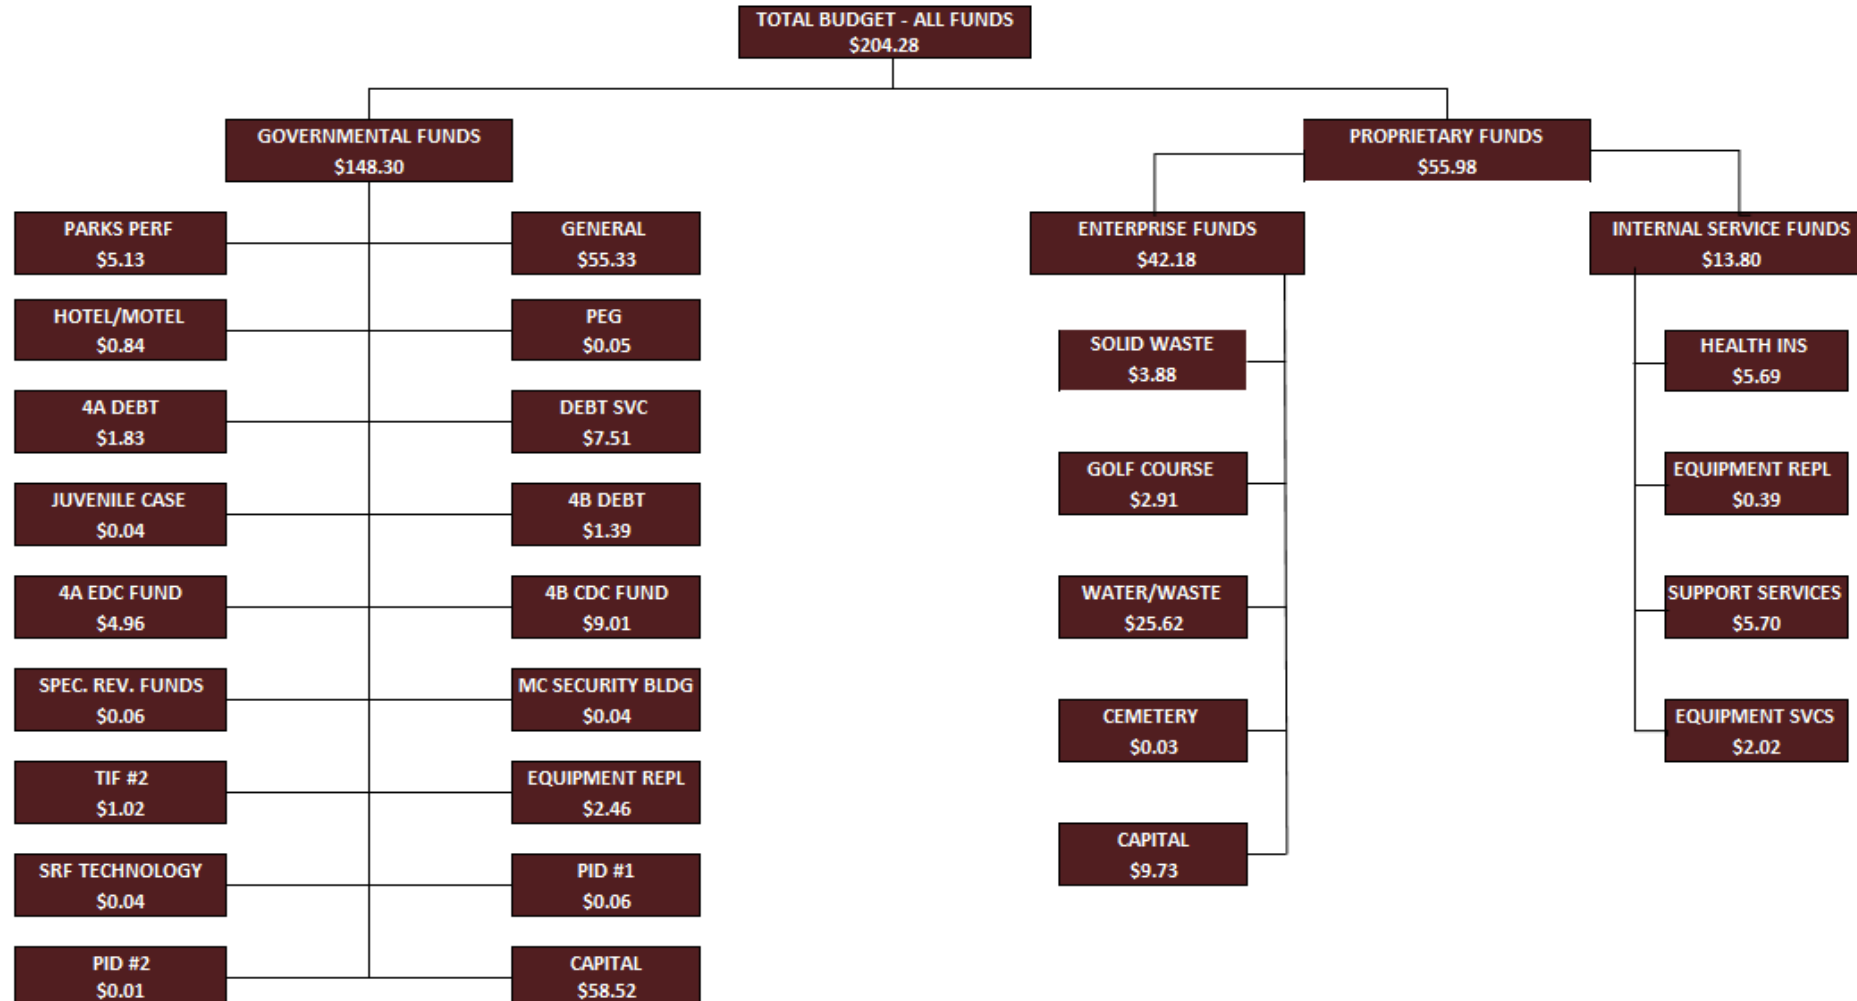 TOTAL BUDGET - ALL FUNDS
$204.28
GOVERNMENTAL FUNDS
$148.30
PROPRIETARY FUNDS
$55.98
PARKS PERF
$5.13
GENERAL
$55.33
ENTERPRISE FUNDS
$42.18
INTERNAL SERVICE FUNDS
$13.80
HOTEL/MOTEL
$0.84
PEG
$0.05
SOLID WASTE
$3.88
HEALTH INS
$5.69
4A DEBT
$1.83
DEBT SVC
$7.51
GOLF COURSE
$2.91
EQUIPMENT REPL
$0.39
JUVENILE CASE
$0.04
4B DEBT
$1.39
4A EDC FUND
$4.96
4B CDC FUND
$9.01
WATER/WASTE
$25.62
SUPPORT SERVICES
$5.70
SPEC. REV. FUNDS
$0.06
MC SECURITY BLDG
$0.04
CEMETERY
$0.03
EQUIPMENT SVCS
$2.02
TIF #2
$1.02
EQUIPMENT REPL
$2.46
CAPITAL
$9.73
SRF TECHNOLOGY
$0.04
PID #1
$0.06
PID #2
$0.01
CAPITAL
$58.52